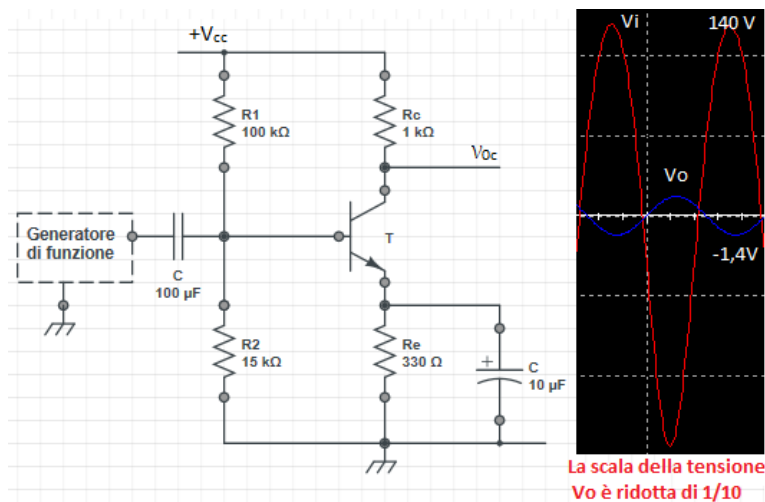 +Vcc
R1
100 kΩ
Rc
1 kΩ
Voc
Generatore
di funzione
C
100 µF
T
R2
15 kΩ
Re
330 Ω
+
C
10 µF
Vi
140 V
Vo
-1,4V
La scala della tensione
Vo è ridotta di 1/10